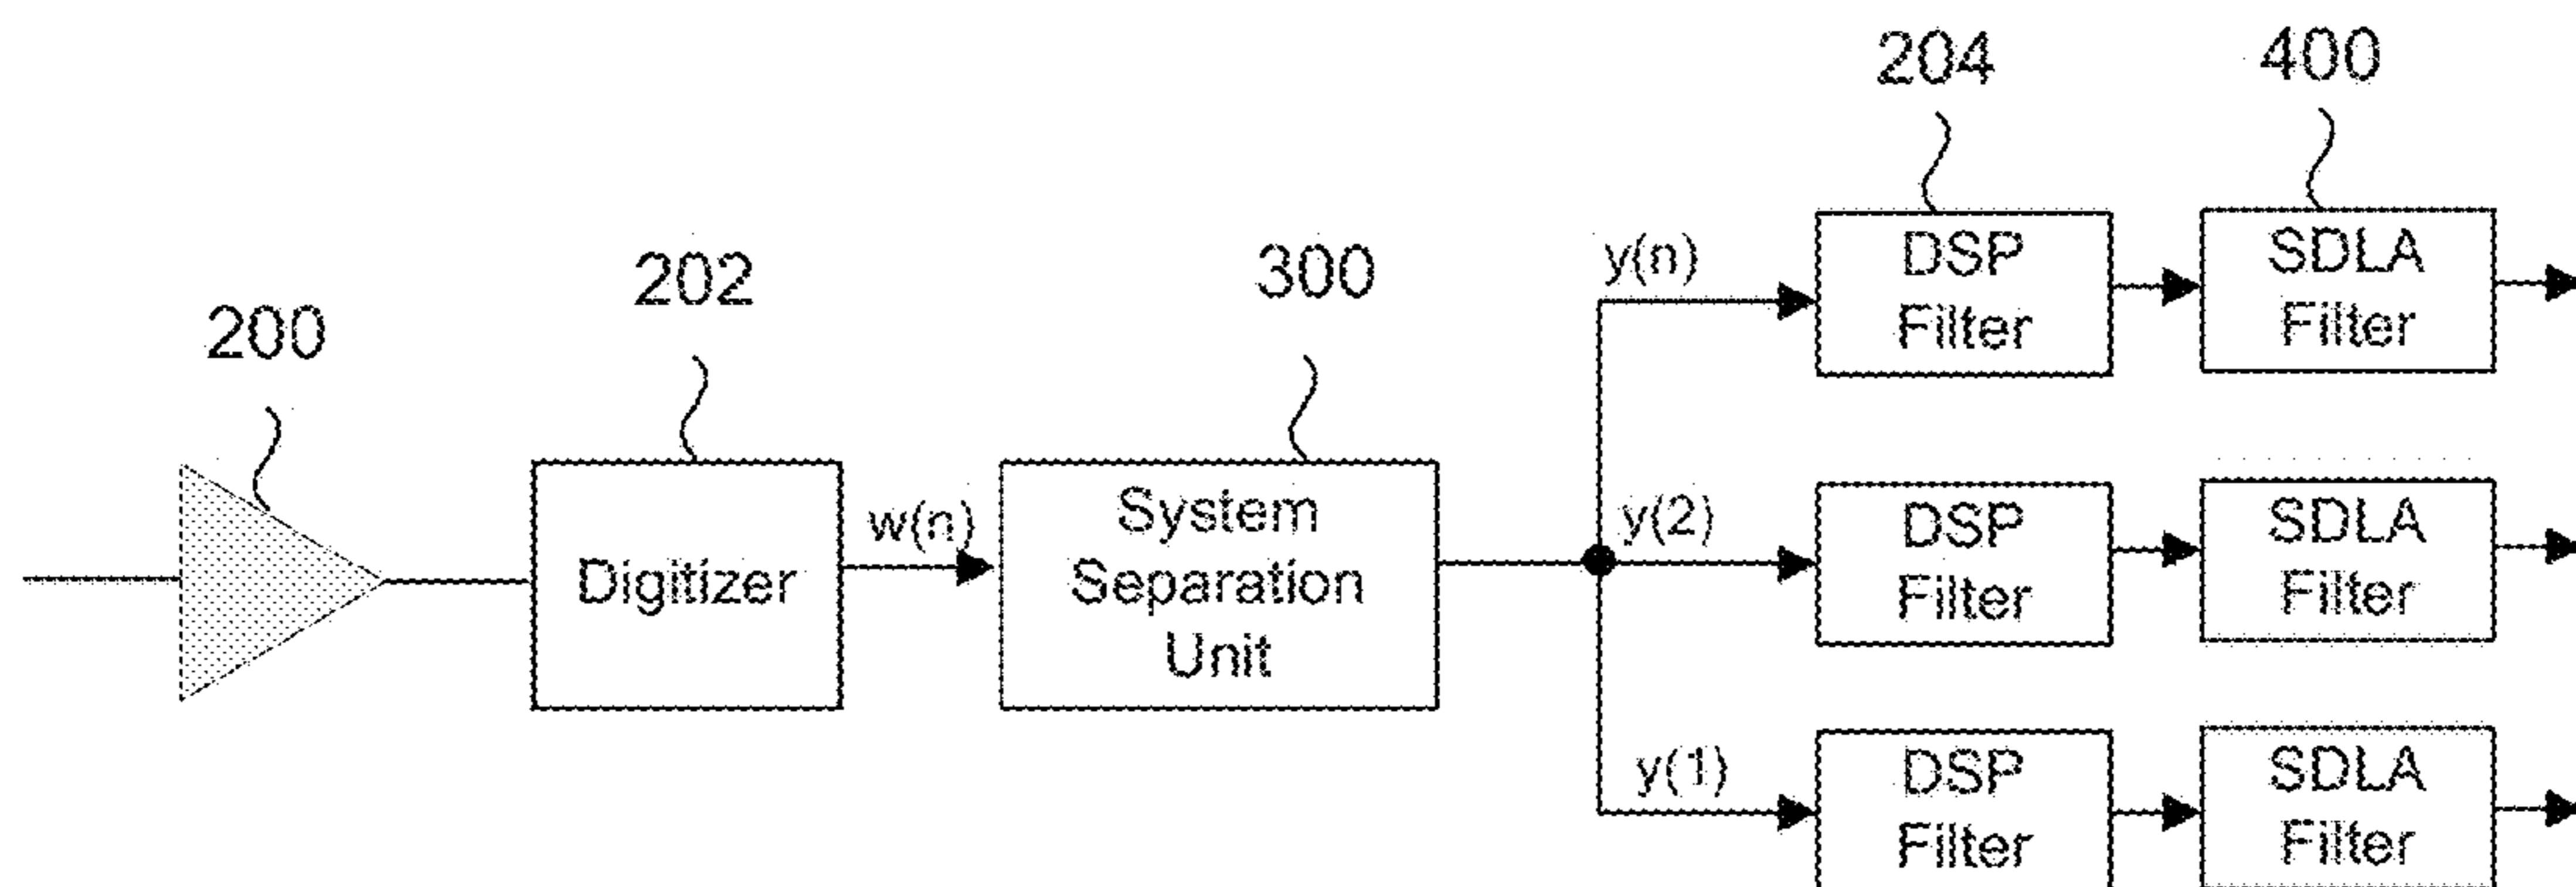 204
400
202
300
200
y(n)
DSP
Filter
SDLA
Filter
w(n)
Digitizer
System
Separation
Unit
y(2)
DSP
Filter
SDLA
Filter
y(1)
DSP
Filter
SDLA
Filter